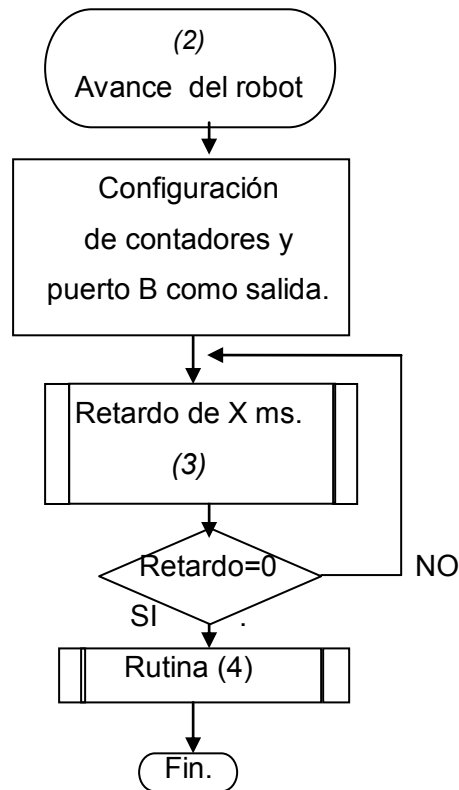 (2)
Avance del robot
Configuración
de contadores y
puerto B como salida.
Retardo de X ms.
(3)
Retardo=0
NO
SI .
Rutina (4)
Fin.